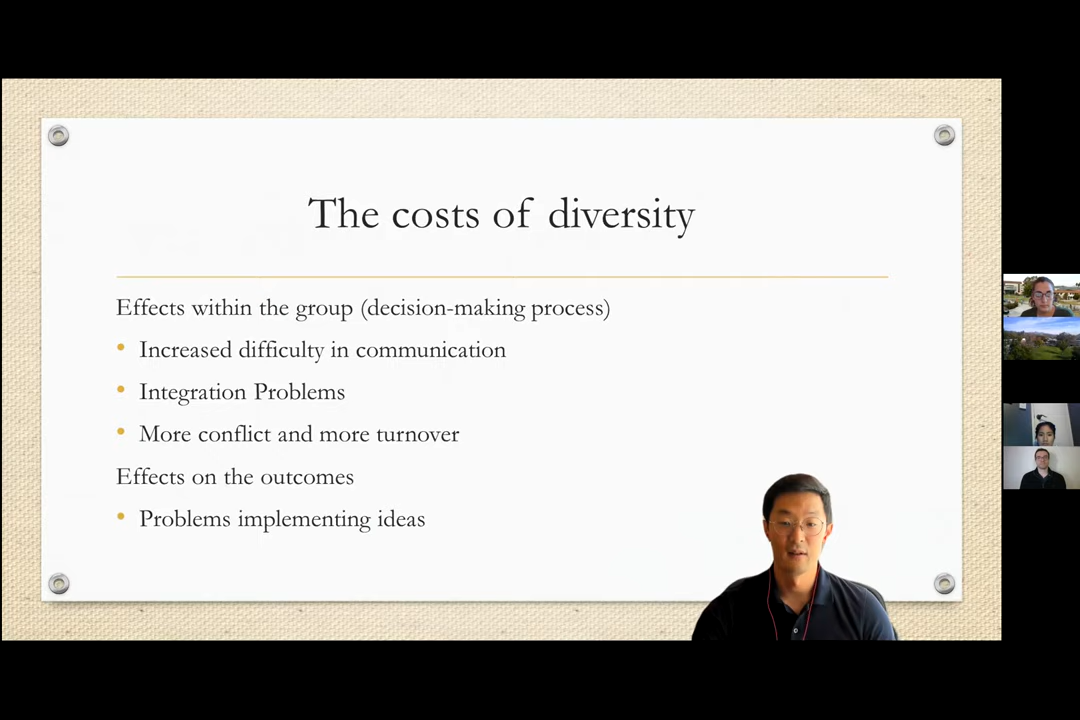 The costs of diversity
Effects within the group (decision-making process)
• Increased difficulty in communication
• Integration Problems
• More conflict and more turnover
Effects on the outcomes
• Problems implementing ideas